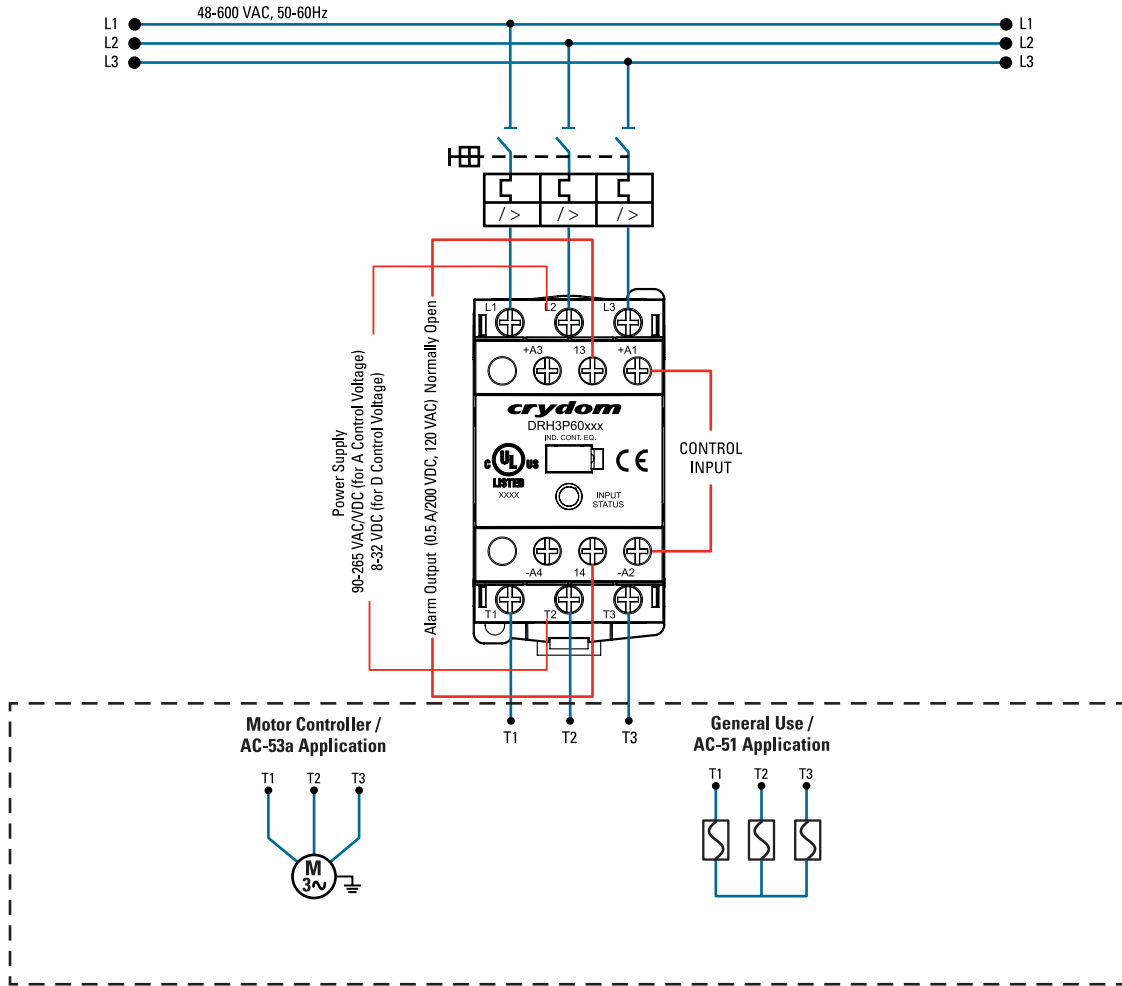 48-600 VAC, 50-60Hz
L1 L1
L2 L2
L3 L3
/ > / > / >
L1 L2 L3
+A3 13 +A1
crydom
DRH3P60xxx
IND. CONT. EQ.
C UL US CE
LISTED
XXXX
INPUT
STATUS
CONTROL
INPUT
Power Supply
90-265 VAC/VDC (for A Control Voltage)
8-32 VDC (for D Control Voltage)
Alarm Output (0.5 A/200 VDC, 120 VAC) Normally Open
-A4 14 -A2
T1 T2 T3
T1 T2 T3
Motor Controller /
AC-53a Application
T1 T2 T3
M
3~
General Use /
AC-51 Application
T1 T2 T3